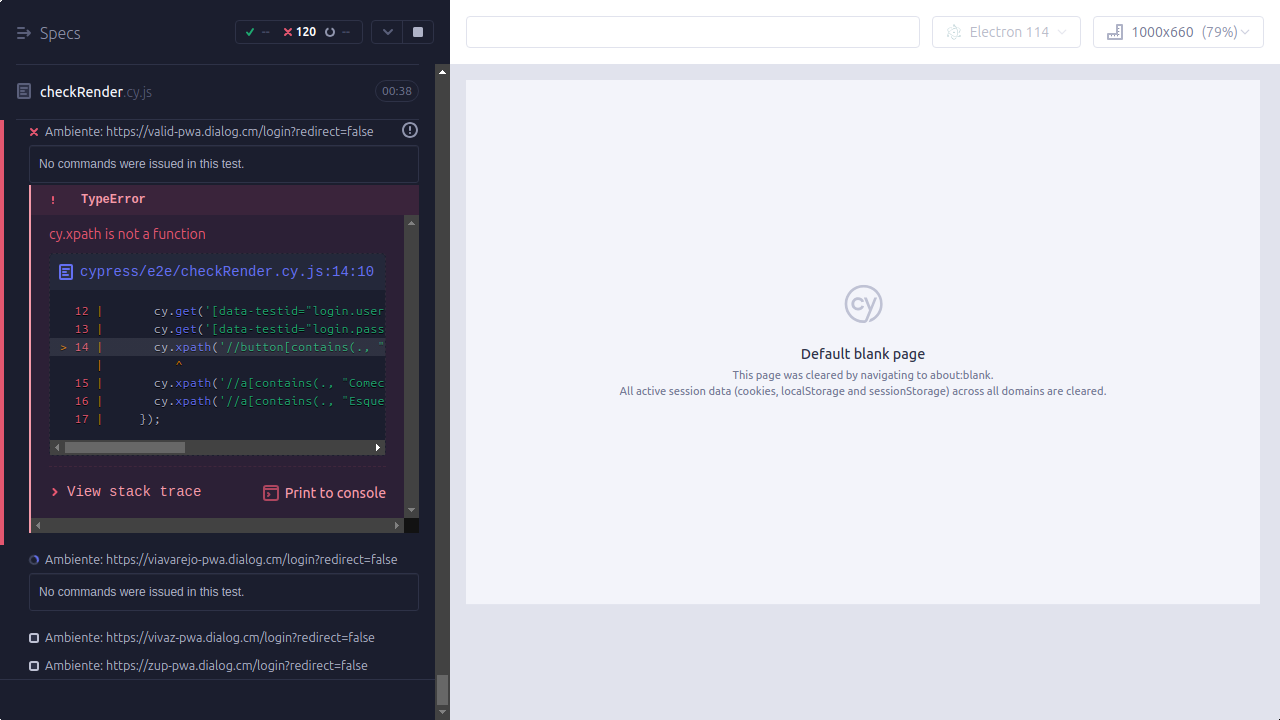 Specs
-- 120 --
Electron 114
1000x660 (79%)
checkRender.cy.js
00:38
Ambiente: https://valid-pwa.dialog.cm/login?redirect=false
No commands were issued in this test.
! TypeError
cy.xpath is not a function
cypress/e2e/checkRender.cy.js:14:10
12 | cy.get('[data-testid="login.user
13 | cy.get('[data-testid="login.pass
> 14 | cy.xpath('//button[contains(., "
| ^
15 | cy.xpath('//a[contains(., "Comec
16 | cy.xpath('//a[contains(., "Esque
17 | });
View stack trace
Print to console
Ambiente: https://viavarejo-pwa.dialog.cm/login?redirect=false
No commands were issued in this test.
Ambiente: https://vivaz-pwa.dialog.cm/login?redirect=false
Ambiente: https://zup-pwa.dialog.cm/login?redirect=false
cy
Default blank page
This page was cleared by navigating to about:blank.
All active session data (cookies, localStorage and sessionStorage) across all domains are cleared.